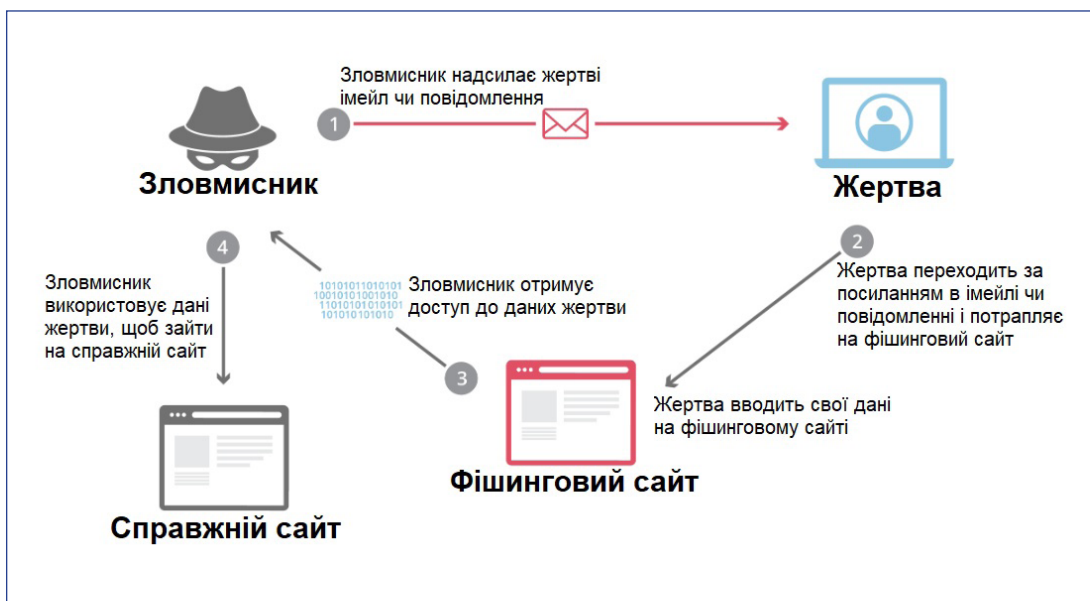 Зловмисник надсилає жертві
імейл чи повідомлення
1
Зловмисник
Жертва
2
Жертва переходить за
посиланням в імейлі чи
повідомленні і потрапляє
на фішинговий сайт
Жертва вводить свої дані
на фішинговому сайті
Фішинговий сайт
3
10101011010101
10010101001010
11010101010101
101010101010
Зловмисник отримує
доступ до даних жертви
4
Зловмисник
використовує дані
жертви, щоб зайти
на справжній сайт
Справжній сайт